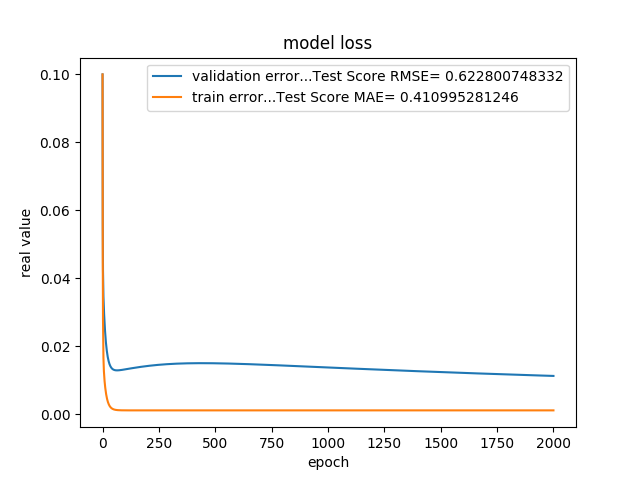 model loss
validation error...Test Score RMSE= 0.622800748332
train error...Test Score MAE= 0.410995281246
real value
0.10
0.08
0.06
0.04
0.02
0.00
0 250 500 750 1000 1250 1500 1750 2000
epoch